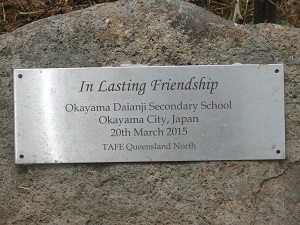 In Lasting Friendship
Okayama Daianji Secondary School
Okayama City, Japan
20th March 2015
TAFE Queensland North